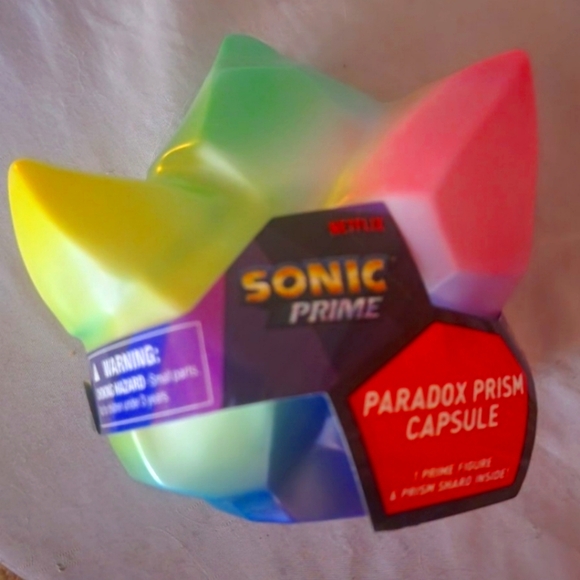 NETFLIX
SONIC
PRIME
WARNING:
CHOKING HAZARD Small parts.
PARADOX PRISM
CAPSULE
1 PRIME FIGURE
& PRISM SHARD INSIDE!